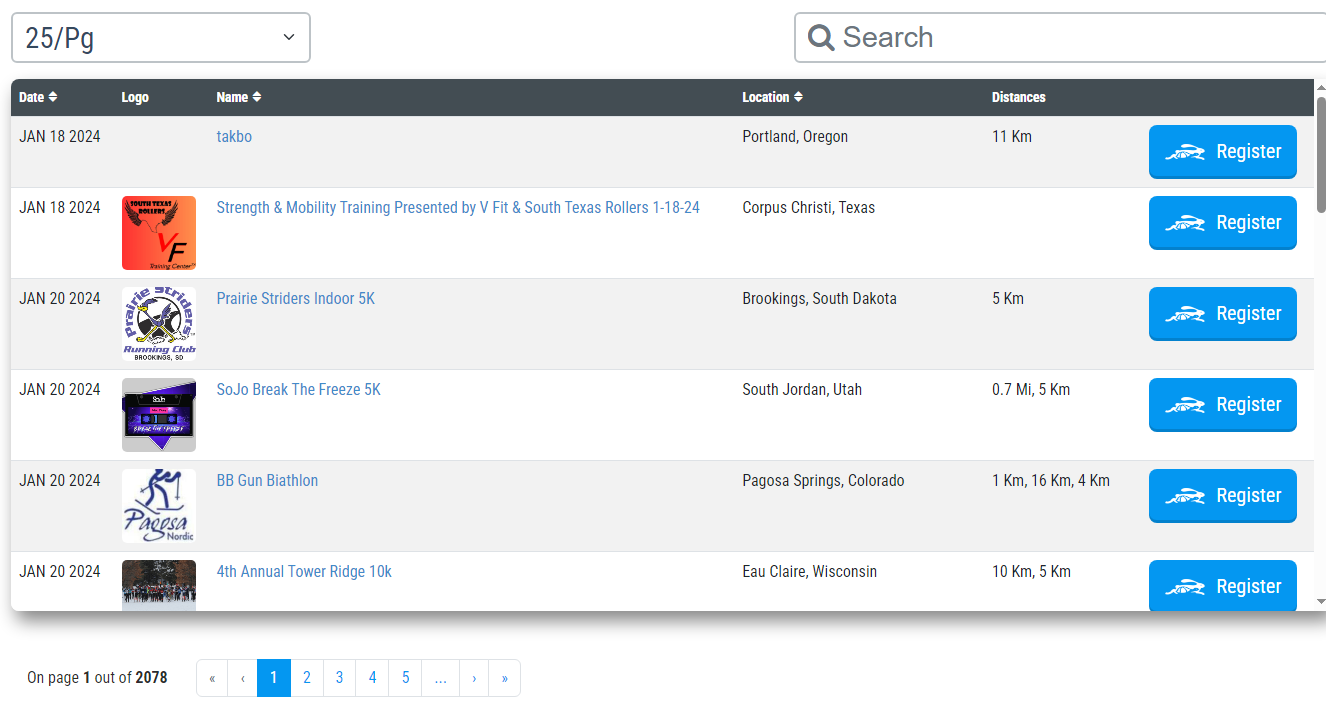 25/Pg
Search
Date Logo Name Location Distances
JAN 18 2024 takbo Portland, Oregon 11 Km Register
JAN 18 2024 Strength & Mobility Training Presented by V Fit & South Texas Rollers 1-18-24 Corpus Christi, Texas Register
SOUTH TEXAS
ROLLERS
VF
Training Center
JAN 20 2024 Prairie Striders Indoor 5K Brookings, South Dakota 5 Km Register
Prairie Striders
Running Club
BROOKINGS, SD
JAN 20 2024 SoJo Break The Freeze 5K South Jordan, Utah 0.7 Mi, 5 Km Register
SoJo
JAN 20 2024 BB Gun Biathlon Pagosa Springs, Colorado 1 Km, 16 Km, 4 Km Register
Pagosa
Nordic
JAN 20 2024 4th Annual Tower Ridge 10k Eau Claire, Wisconsin 10 Km, 5 Km Register
On page 1 out of 2078 « ‹ 1 2 3 4 5 ... › »